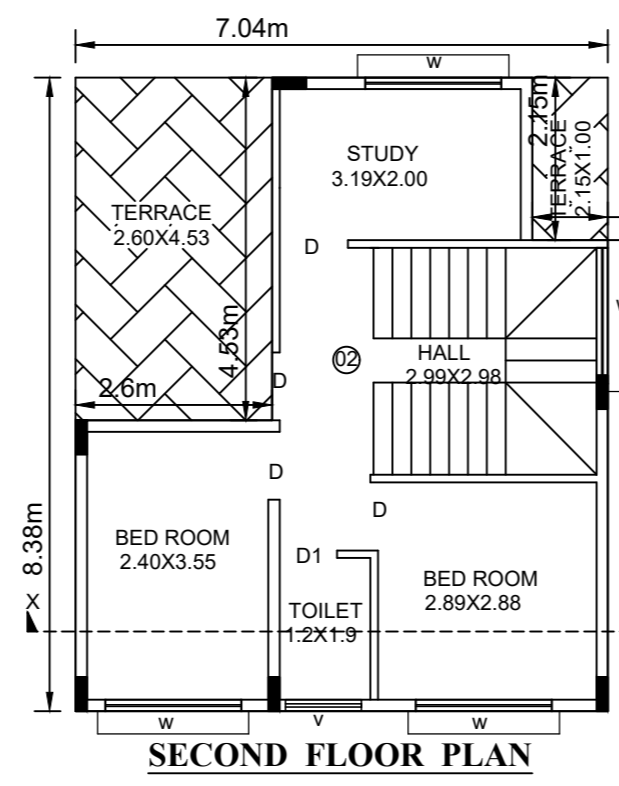 7.04m
W
STUDY
3.19X2.00
2.15m
TERRACE
2.15X1.00
TERRACE
2.60X4.53
D
4.53m
02
HALL
2.99X2.98
2.6m
D
D
D
8.38m
BED ROOM
2.40X3.55
D1
BED ROOM
2.89X2.88
X
TOILET
1.2X1.9
W
V
W
SECOND FLOOR PLAN